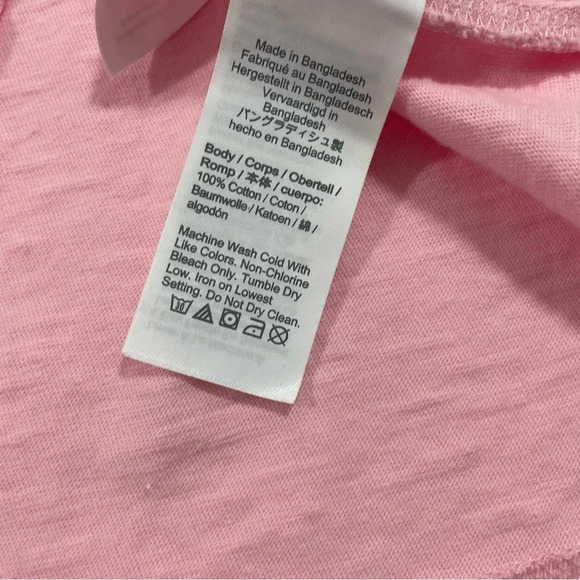 Made in Bangladesh
Fabriqué au Bangladesh
Hergestellt in Bangladesch
Vervaardigd in
Bangladesh
バングラディシュ製
hecho en Bangladesh
Body / Corps / Oberteil /
Romp / 本体 / cuerpo:
100% Cotton / Coton /
Baumwolle / Katoen / 綿 /
algodón
Machine Wash Cold With
Like Colors. Non-Chlorine
Bleach Only. Tumble Dry
Low. Iron on Lowest
Setting. Do Not Dry Clean.
30